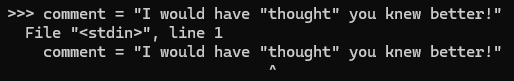 >>> comment = "I would have "thought" you knew better!"
  File "<stdin>", line 1
    comment = "I would have "thought" you knew better!"
                             ^